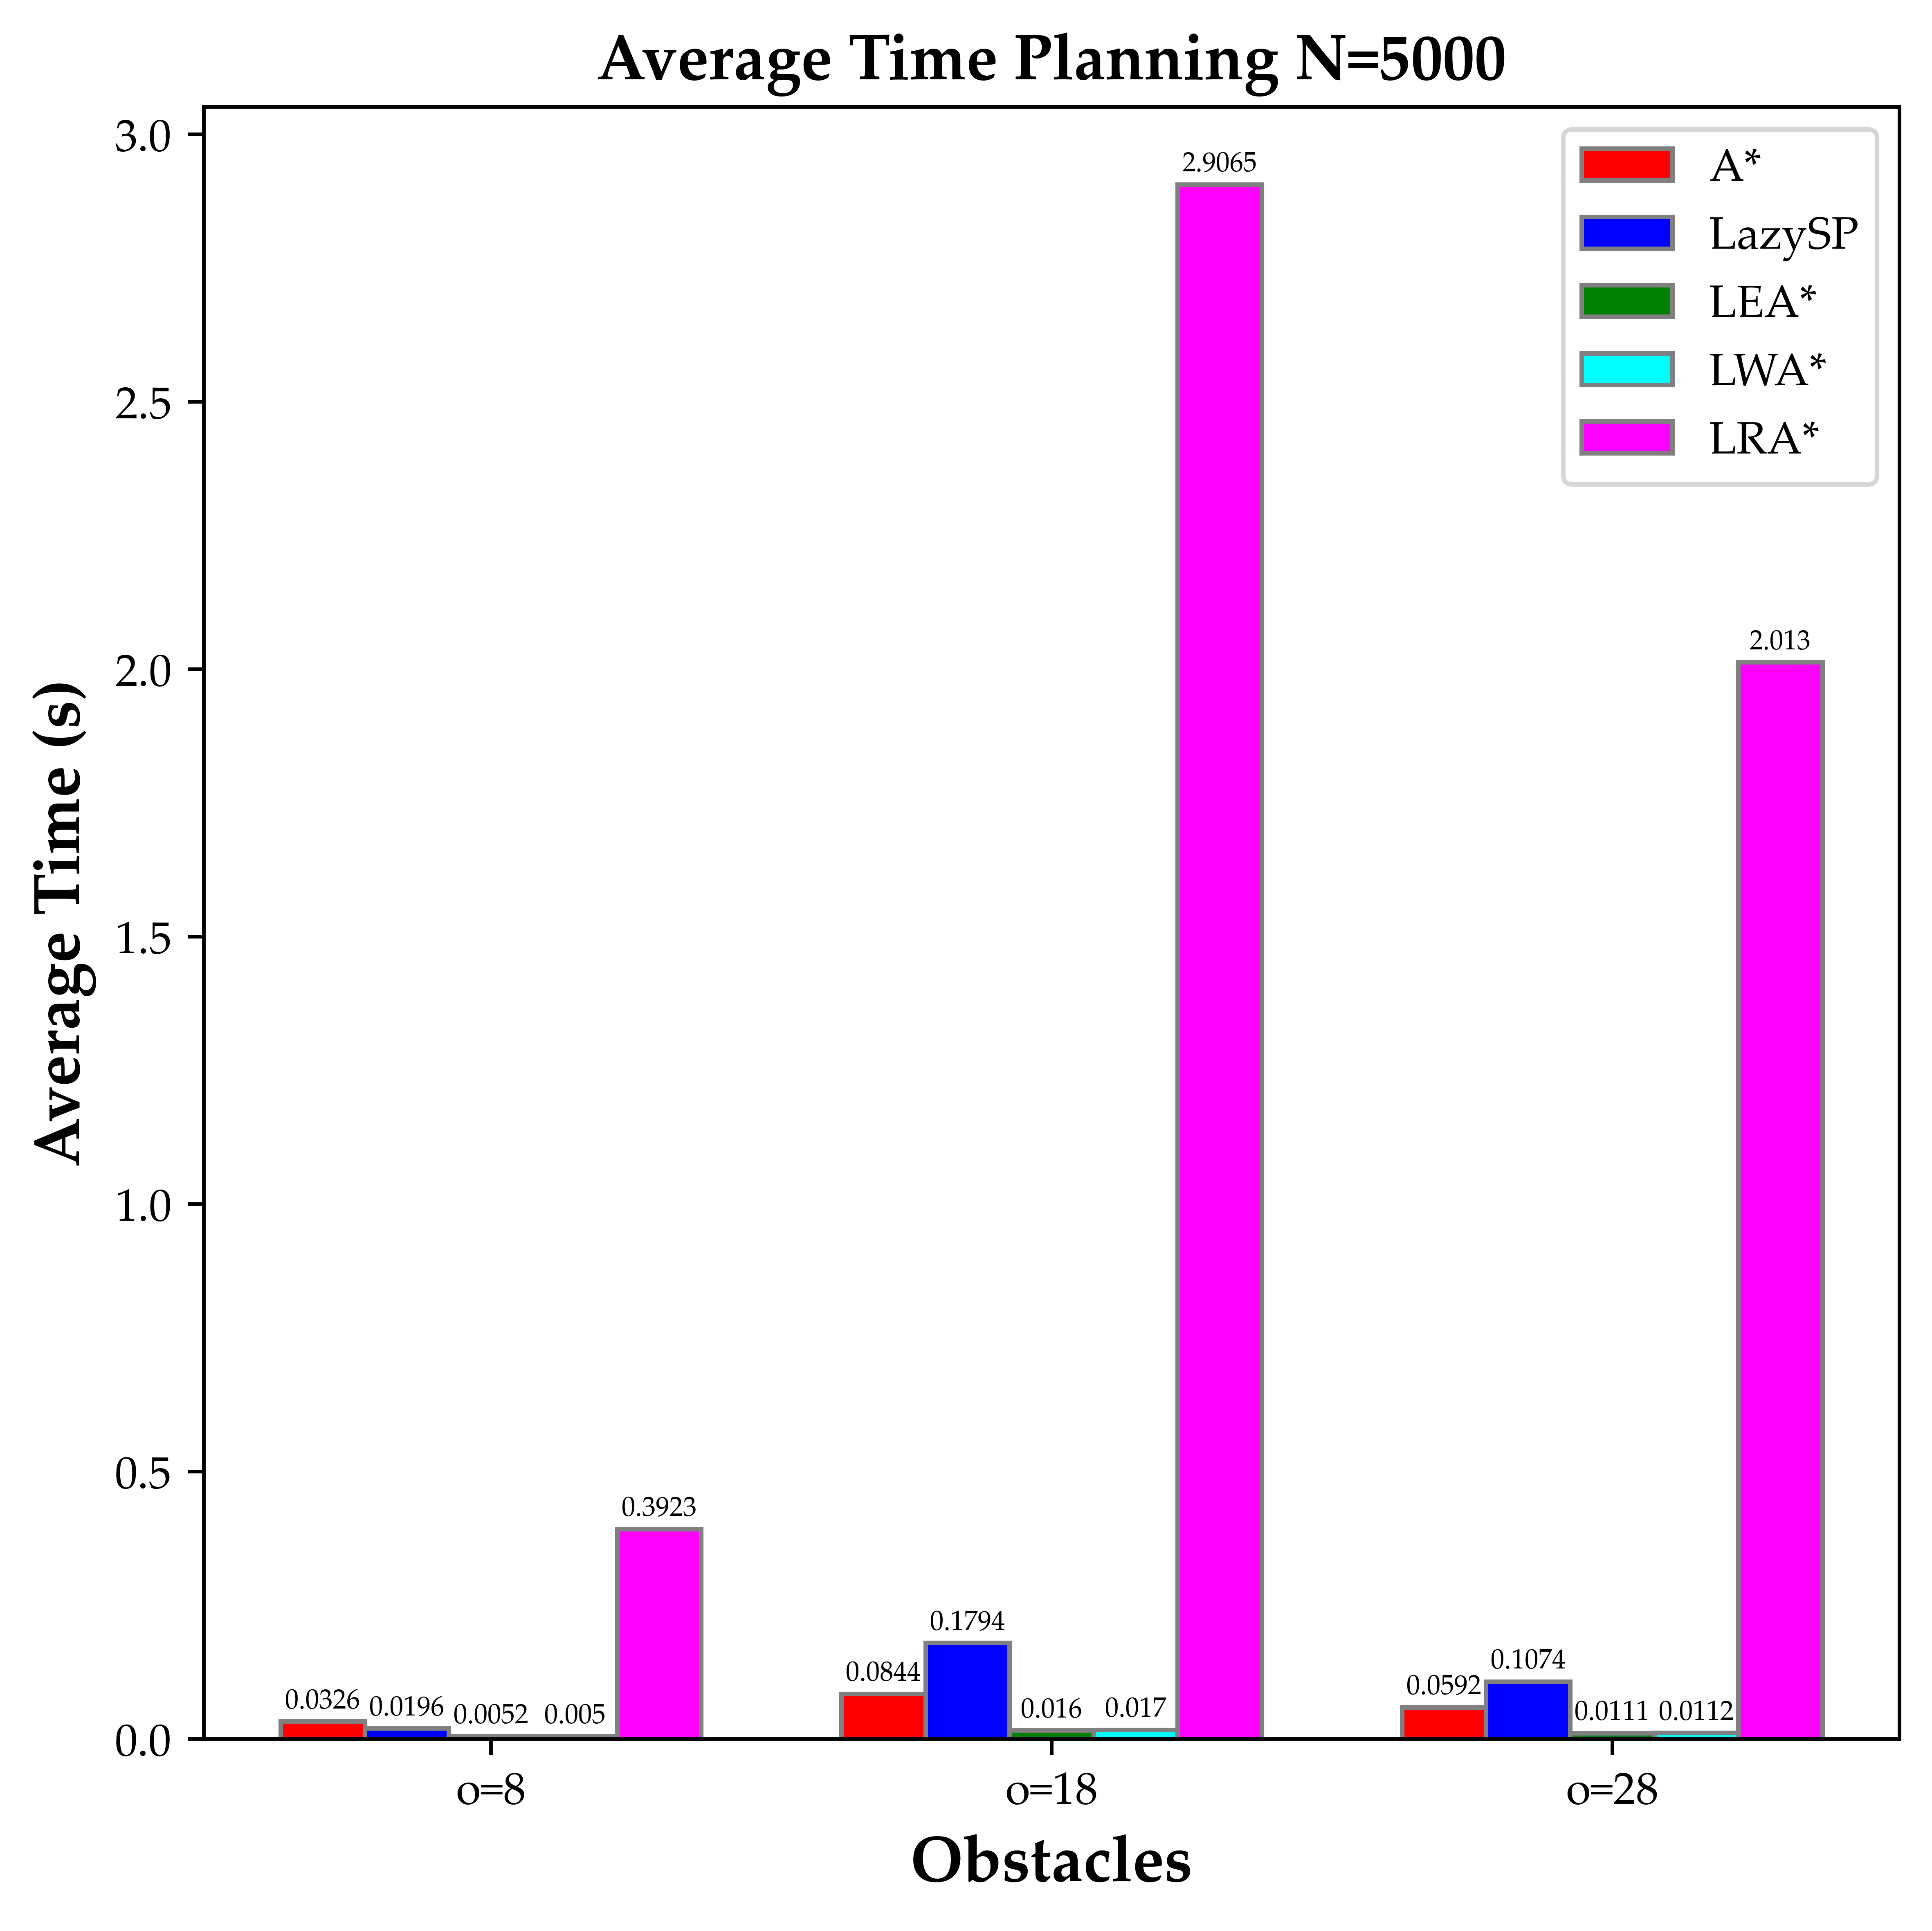 Average Time Planning N=5000
3.0
2.5
2.0
1.5
1.0
0.5
0.0
Average Time (s)
A*
LazySP
LEA*
LWA*
LRA*
0.0326
0.0196
0.0052
0.005
0.3923
0.0844
0.1794
0.016
0.017
2.9065
0.0592
0.1074
0.0111
0.0112
2.013
o=8
o=18
o=28
Obstacles